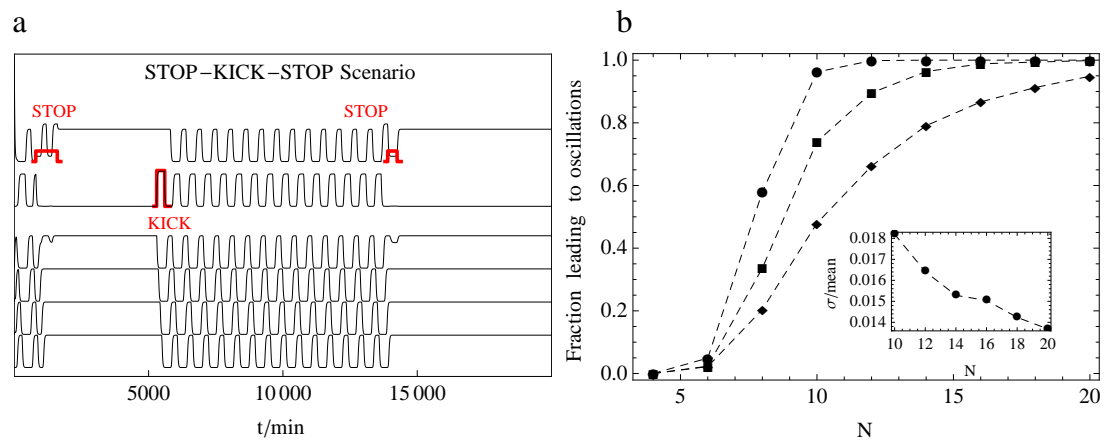 a
STOP–KICK–STOP Scenario
STOP
STOP
KICK
5000
10 000
15 000
t/min
b
Fraction leading to oscillations
1.0
0.8
0.6
0.4
0.2
0.0
5
10
15
20
N
σ/mean
0.018
0.017
0.016
0.015
0.014
10
12
14
16
18
20
N